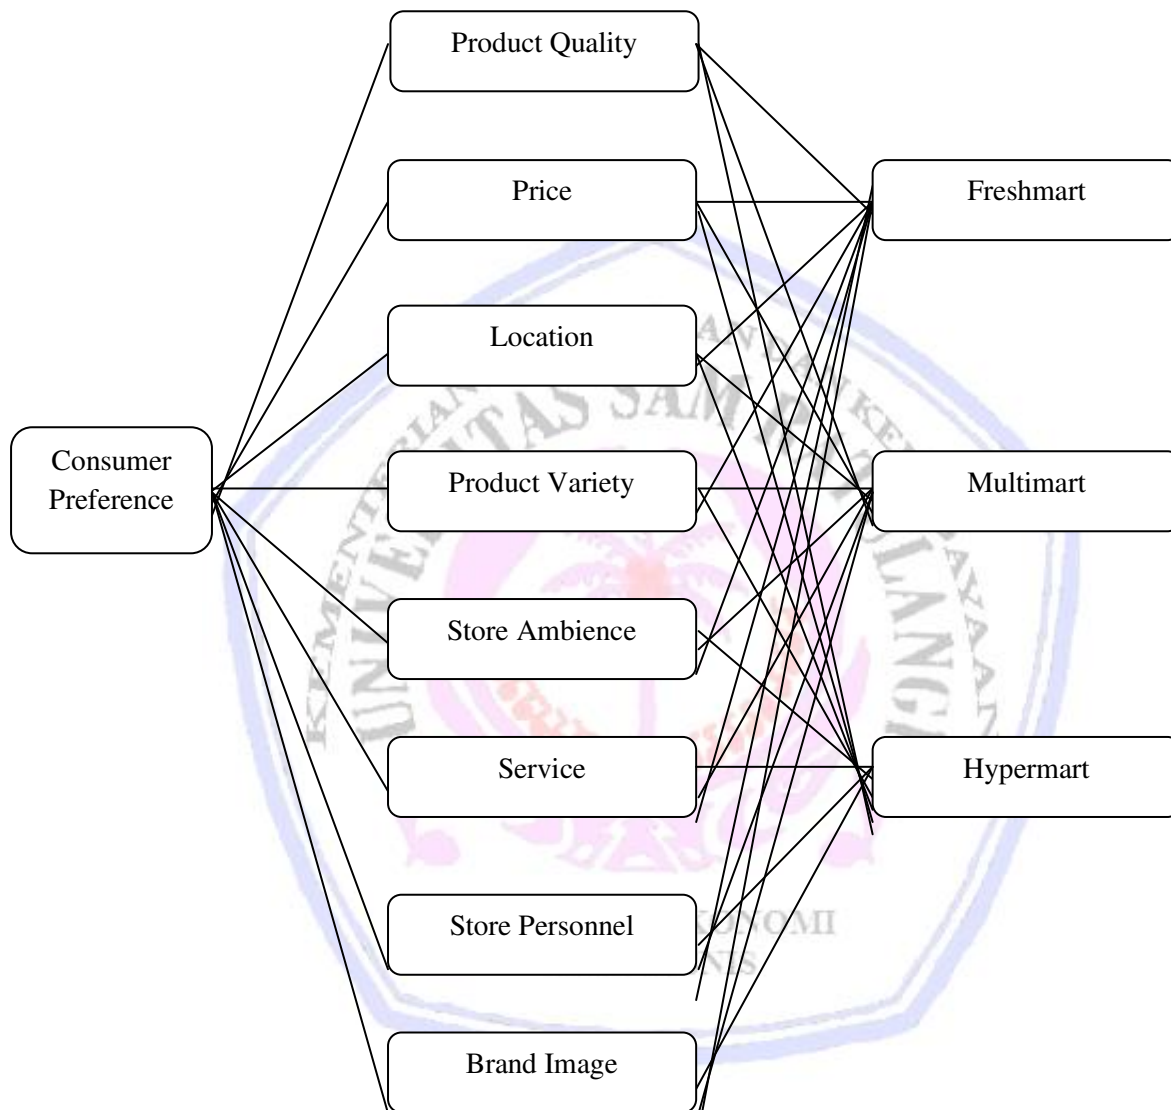 Product Quality
Price
Freshmart
Location
Consumer
Preference
Product Variety
Multimart
Store Ambience
Service
Hypermart
Store Personnel
Brand Image